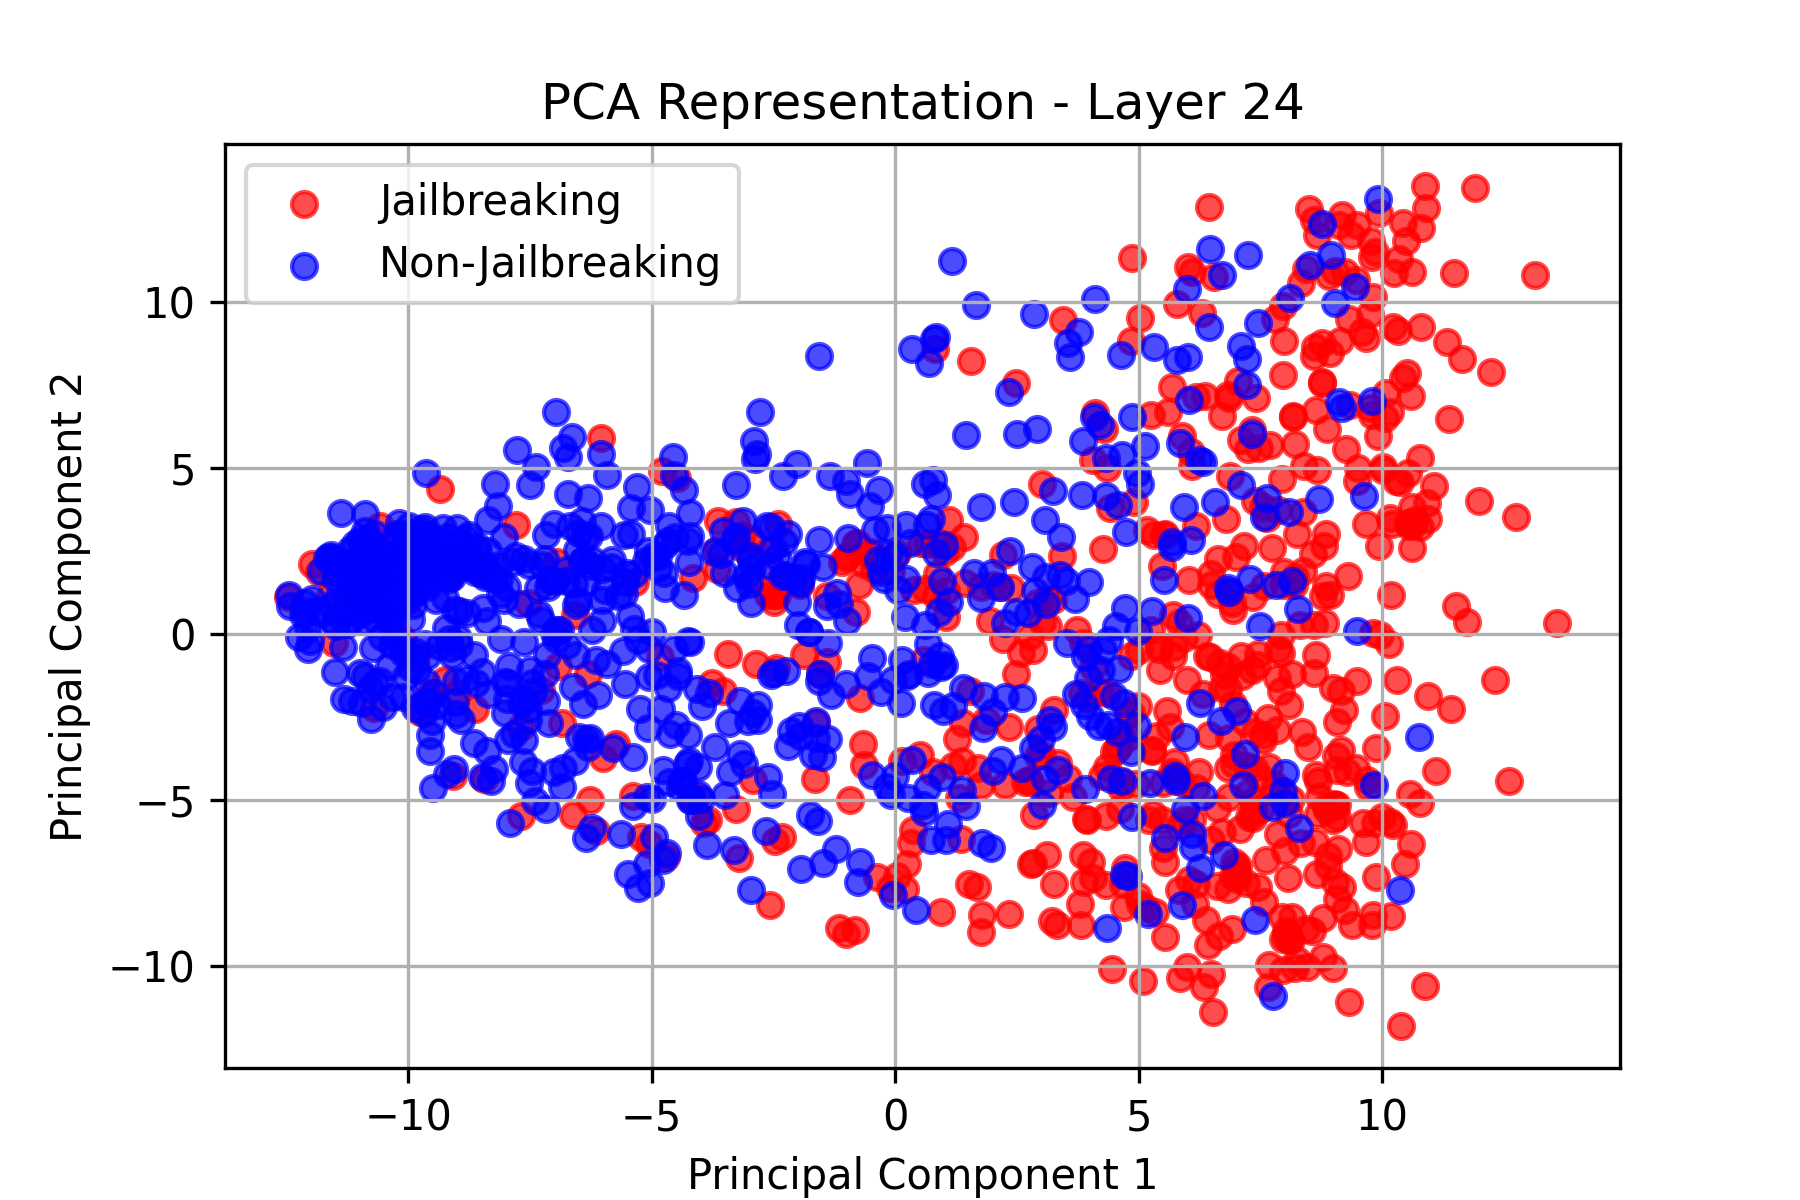 PCA Representation - Layer 24
Jailbreaking
Non-Jailbreaking
Principal Component 2
10
5
0
−5
−10
−10
−5
0
5
10
Principal Component 1